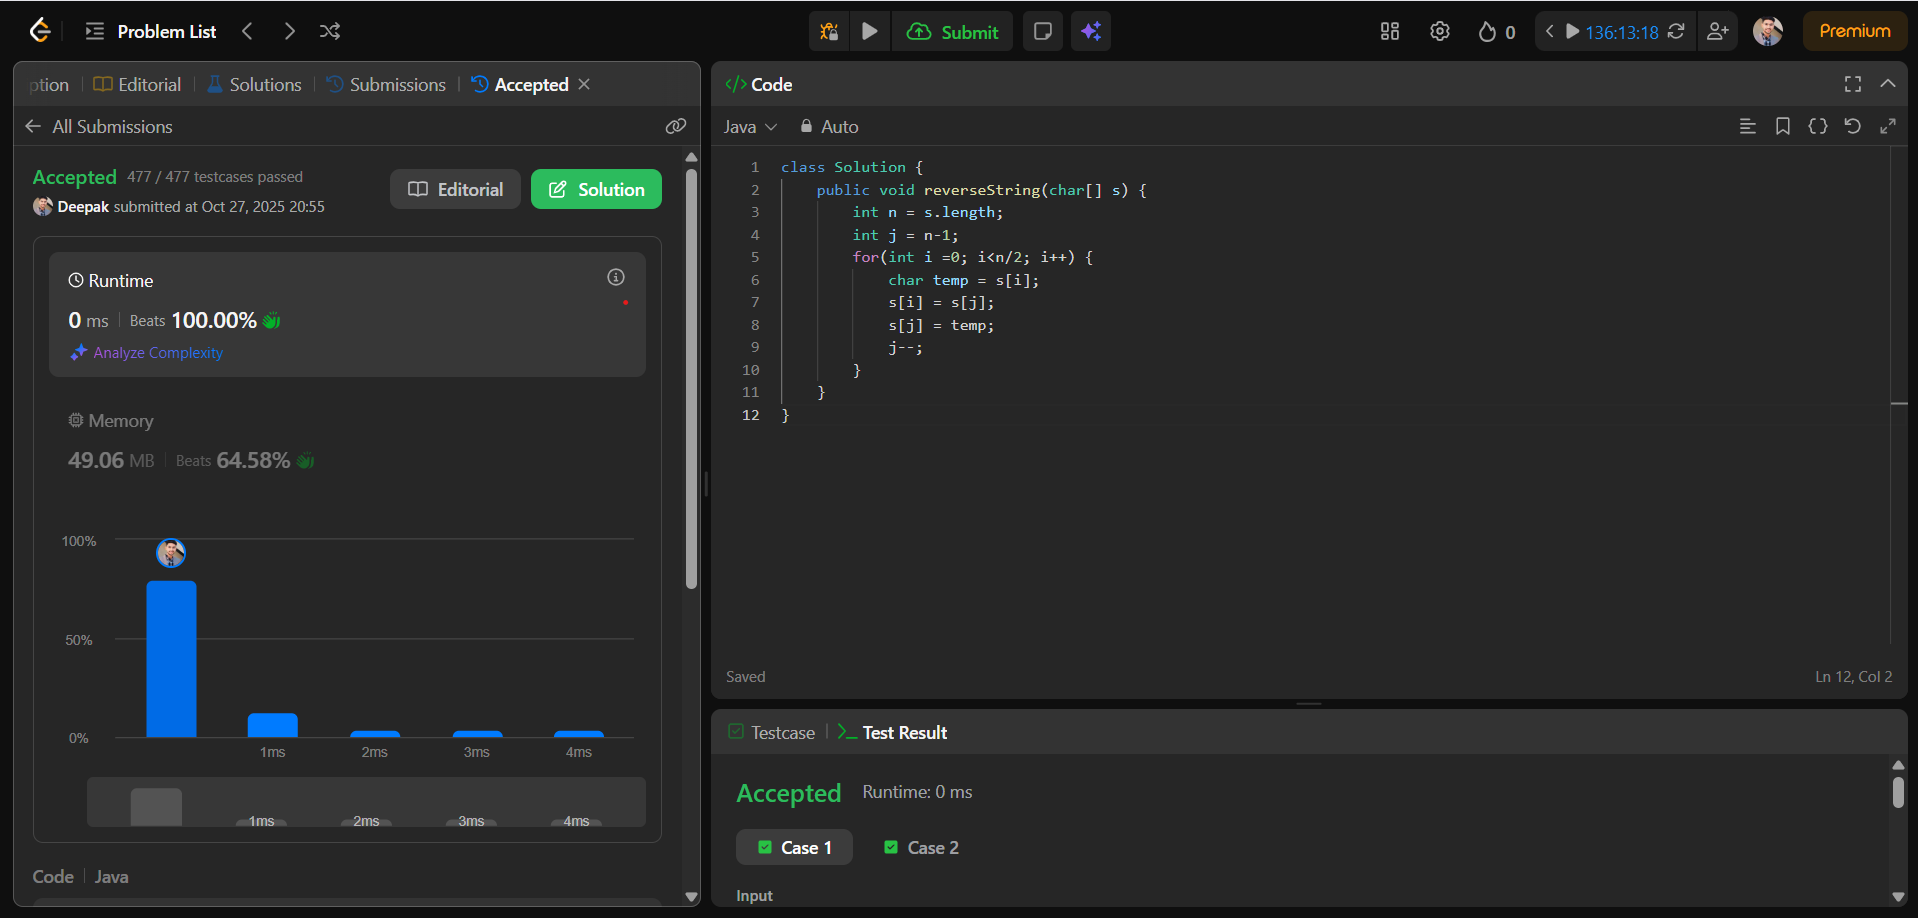 Problem List
Submit
0
136:13:18
Premium
ption
Editorial
Solutions
Submissions
Accepted
All Submissions
Accepted 477 / 477 testcases passed
Deepak submitted at Oct 27, 2025 20:55
Editorial
Solution
Runtime
0 ms
Beats 100.00%
Analyze Complexity
Memory
49.06 MB
Beats 64.58%
100%
50%
0%
1ms
2ms
3ms
4ms
1ms
2ms
3ms
4ms
Code
Java
</> Code
Java
Auto
1 class Solution {
2     public void reverseString(char[] s) {
3         int n = s.length;
4         int j = n-1;
5         for(int i =0; i<n/2; i++) {
6             char temp = s[i];
7             s[i] = s[j];
8             s[j] = temp;
9             j--;
10         }
11     }
12 }
Saved
Ln 12, Col 2
Testcase
Test Result
Accepted
Runtime: 0 ms
Case 1
Case 2
Input